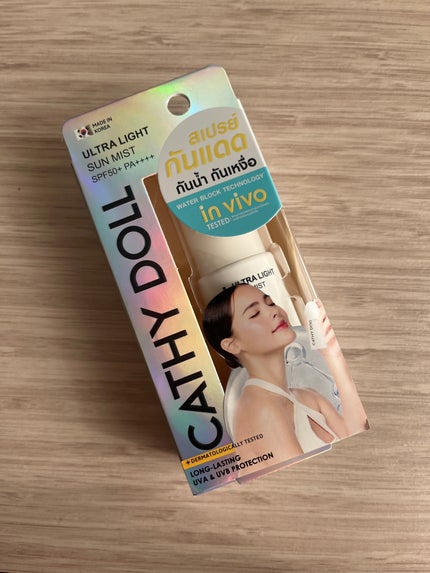 MADE IN
KOREA
ULTRA LIGHT
SUN MIST
SPF50+ PA++++
CATHY DOLL
สเปรย์
กันแดด
กันน้ำ กันเหงื่อ
WATER BLOCK TECHNOLOGY
in vivo
TESTED
ULTRA LIGHT
MIST
CATHY DOLL
+DERMATOLOGICALLY TESTED
LONG-LASTING
UVA & UVB PROTECTION